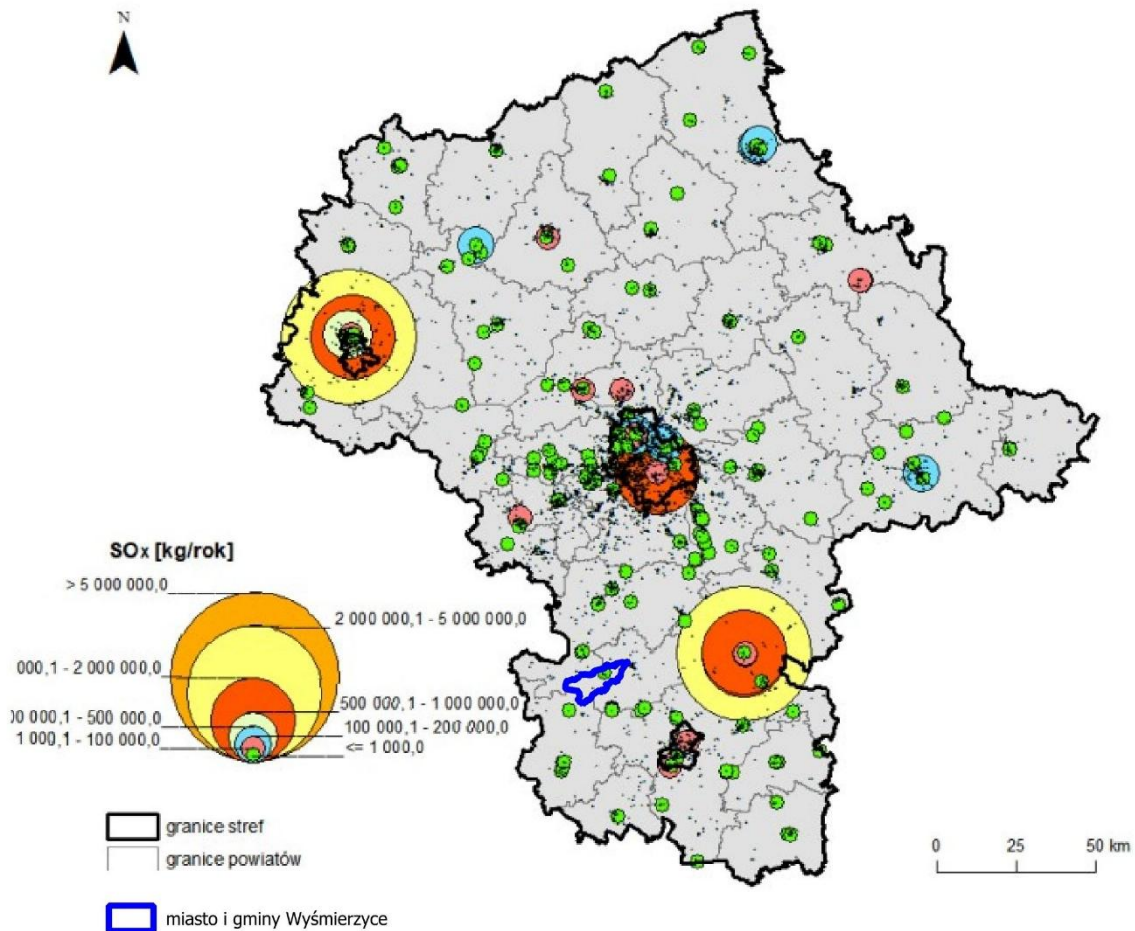 N
SOx [kg/rok]
> 5 000 000,0
2 000 000,1 - 5 000 000,0
000,1 - 2 000 000,0
500 000,1 - 1 000 000,0
00 000,1 - 500 000,0
100 000,1 - 200 000,0
1 000,1 - 100 000,0
<= 1 000,0
granice stref
granice powiatów
miasto i gminy Wyśmierzyce
0 25 50 km